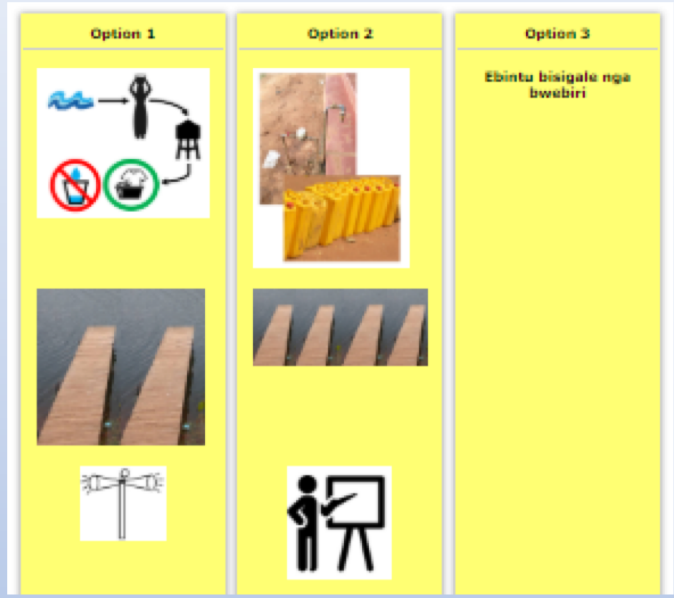 Option 1
Option 2
Option 3
Ebintu bisigale nga
bwebiri